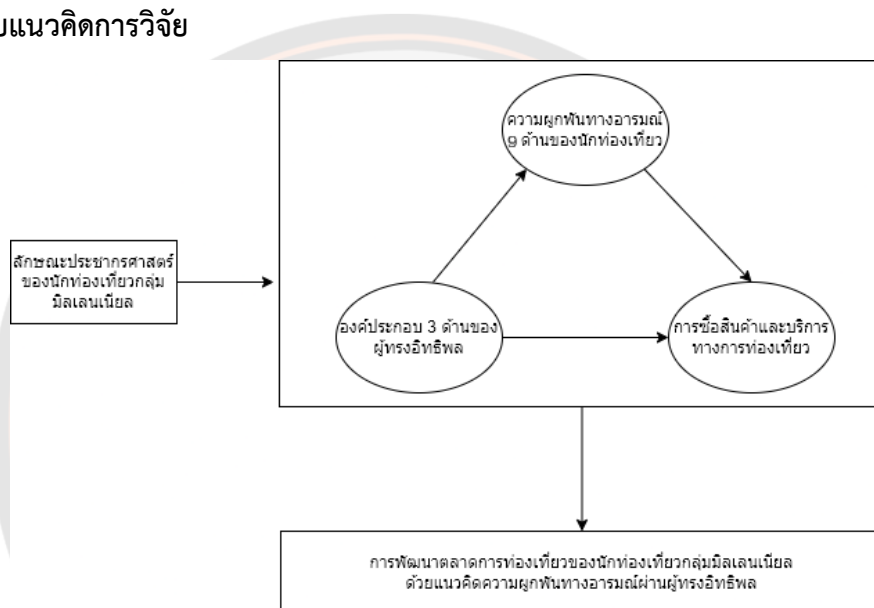 บแนวคิดการวิจัย
ความผูกพันทางอารมณ์
9 ด้านของนักท่องเที่ยว
ลักษณะประชากรศาสตร์
ของนักท่องเที่ยวกลุ่ม
มิลเลนเนียล
องค์ประกอบ 3 ด้านของ
ผู้ทรงอิทธิพล
การซื้อสินค้าและบริการ
ทางการท่องเที่ยว
การพัฒนาตลาดการท่องเที่ยวของนักท่องเที่ยวกลุ่มมิลเลนเนียล
ด้วยแนวคิดความผูกพันทางอารมณ์ผ่านผู้ทรงอิทธิพล